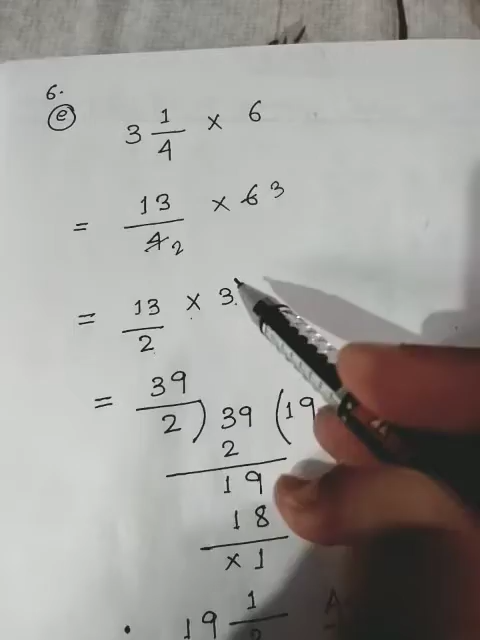 6.
(e) 3 1/4 × 6
= 13/4 2 × 6 3
= 13/2 × 3
= 39/2
2 ) 39 ( 19
2
19
18
× 1
19 1/